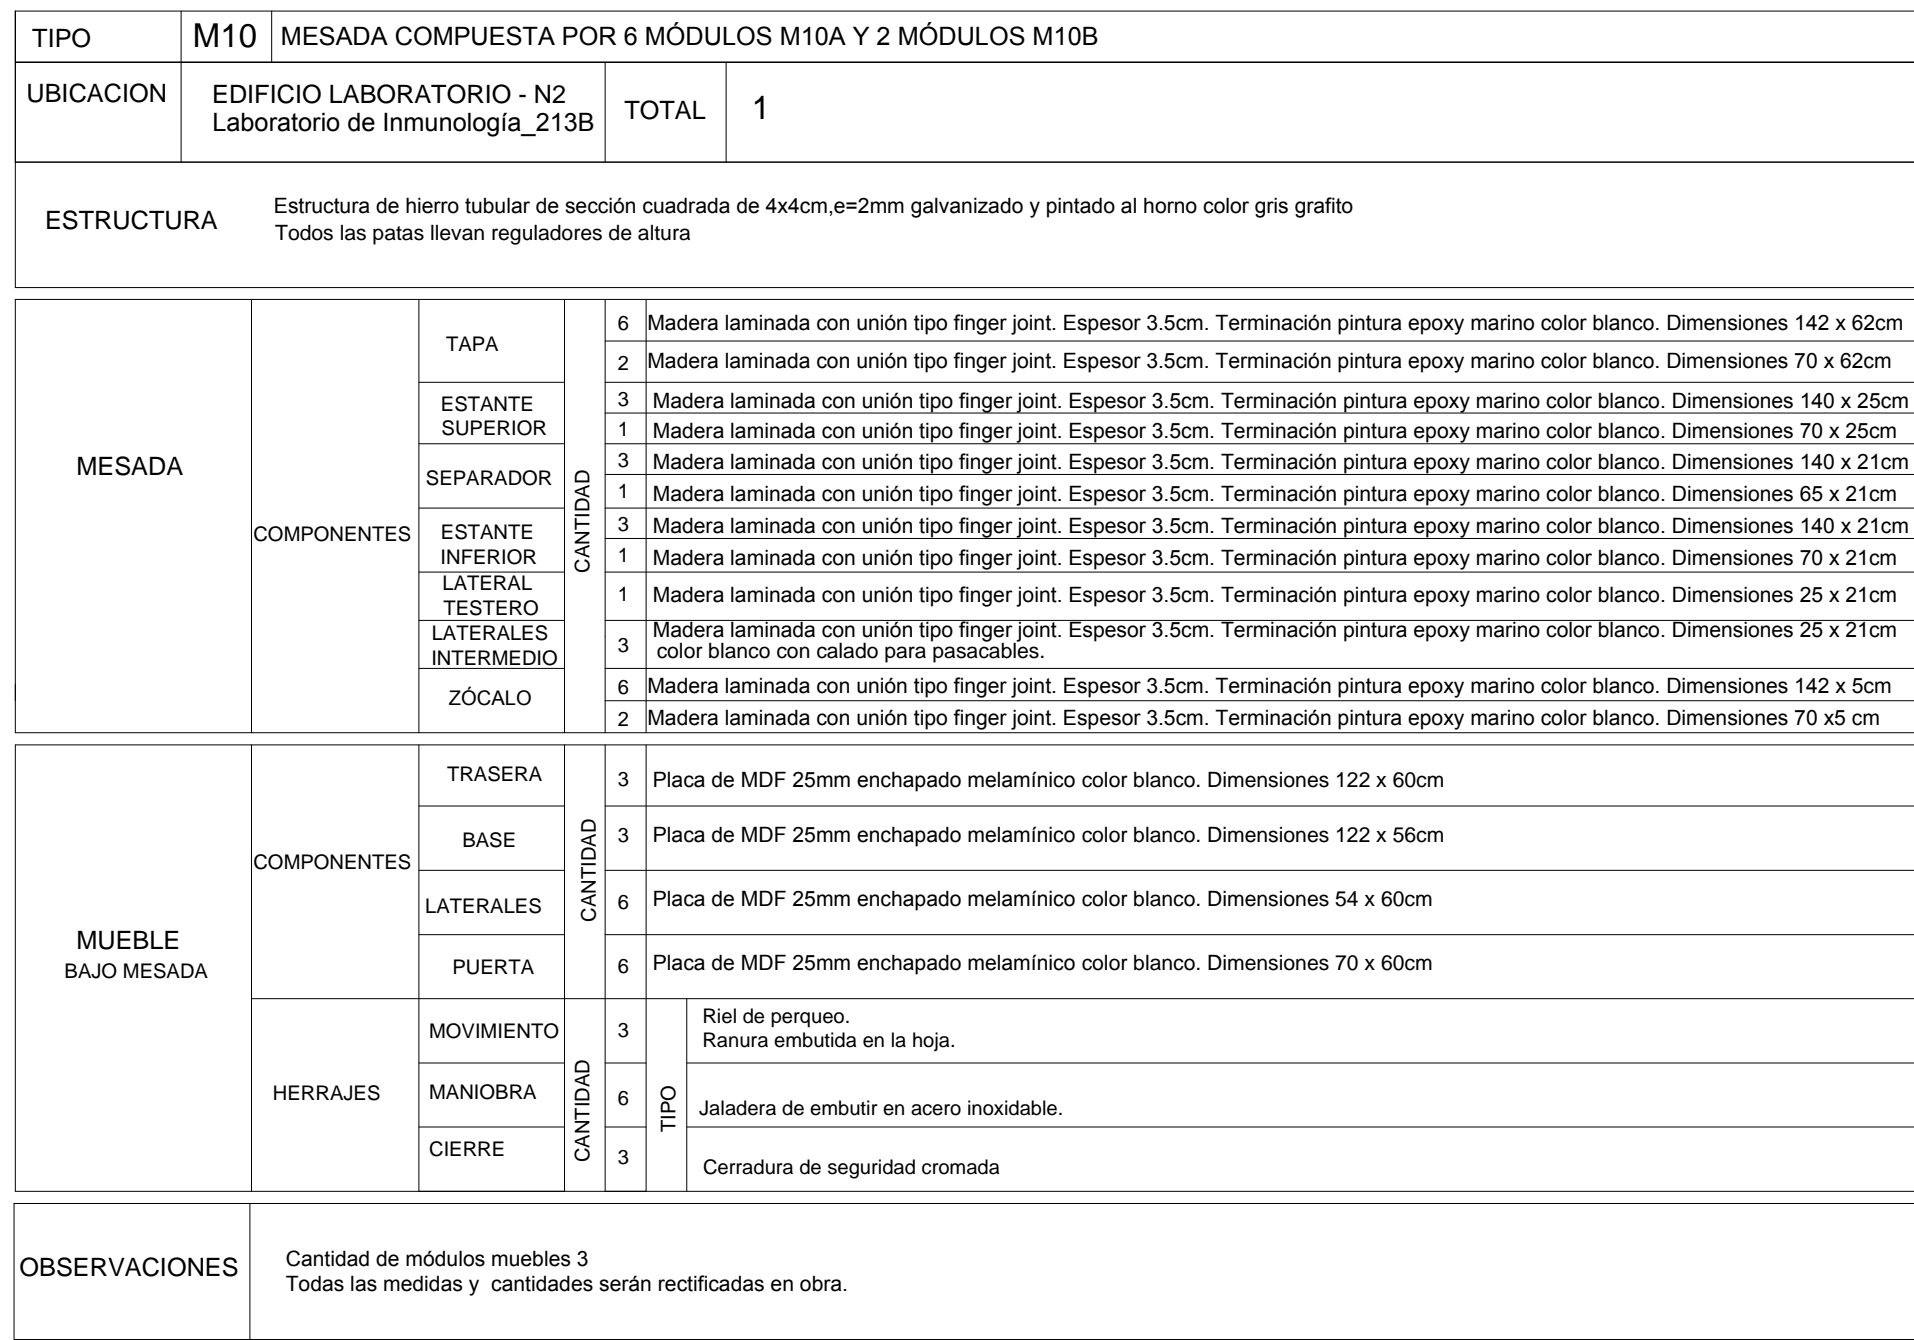 TIPO M10 MESADA COMPUESTA POR 6 MÓDULOS M10A Y 2 MÓDULOS M10B
UBICACION EDIFICIO LABORATORIO - N2 TOTAL 1
Laboratorio de Inmunología_213B
ESTRUCTURA Estructura de hierro tubular de sección cuadrada de 4x4cm,e=2mm galvanizado y pintado al horno color gris grafito
Todos las patas llevan reguladores de altura
MESADA
COMPONENTES
CANTIDAD
TAPA
6 Madera laminada con unión tipo finger joint. Espesor 3.5cm. Terminación pintura epoxy marino color blanco. Dimensiones 142 x 62cm
2 Madera laminada con unión tipo finger joint. Espesor 3.5cm. Terminación pintura epoxy marino color blanco. Dimensiones 70 x 62cm
ESTANTE
SUPERIOR
3 Madera laminada con unión tipo finger joint. Espesor 3.5cm. Terminación pintura epoxy marino color blanco. Dimensiones 140 x 25cm
1 Madera laminada con unión tipo finger joint. Espesor 3.5cm. Terminación pintura epoxy marino color blanco. Dimensiones 70 x 25cm
SEPARADOR
3 Madera laminada con unión tipo finger joint. Espesor 3.5cm. Terminación pintura epoxy marino color blanco. Dimensiones 140 x 21cm
1 Madera laminada con unión tipo finger joint. Espesor 3.5cm. Terminación pintura epoxy marino color blanco. Dimensiones 65 x 21cm
ESTANTE
INFERIOR
3 Madera laminada con unión tipo finger joint. Espesor 3.5cm. Terminación pintura epoxy marino color blanco. Dimensiones 140 x 21cm
1 Madera laminada con unión tipo finger joint. Espesor 3.5cm. Terminación pintura epoxy marino color blanco. Dimensiones 70 x 21cm
LATERAL
TESTERO
1 Madera laminada con unión tipo finger joint. Espesor 3.5cm. Terminación pintura epoxy marino color blanco. Dimensiones 25 x 21cm
LATERALES
INTERMEDIO
3 Madera laminada con unión tipo finger joint. Espesor 3.5cm. Terminación pintura epoxy marino color blanco. Dimensiones 25 x 21cm
color blanco con calado para pasacables.
ZÓCALO
6 Madera laminada con unión tipo finger joint. Espesor 3.5cm. Terminación pintura epoxy marino color blanco. Dimensiones 142 x 5cm
2 Madera laminada con unión tipo finger joint. Espesor 3.5cm. Terminación pintura epoxy marino color blanco. Dimensiones 70 x5 cm
MUEBLE
BAJO MESADA
COMPONENTES
CANTIDAD
TRASERA 3 Placa de MDF 25mm enchapado melamínico color blanco. Dimensiones 122 x 60cm
BASE 3 Placa de MDF 25mm enchapado melamínico color blanco. Dimensiones 122 x 56cm
LATERALES 6 Placa de MDF 25mm enchapado melamínico color blanco. Dimensiones 54 x 60cm
PUERTA 6 Placa de MDF 25mm enchapado melamínico color blanco. Dimensiones 70 x 60cm
HERRAJES
CANTIDAD
TIPO
MOVIMIENTO 3 Riel de perqueo.
Ranura embutida en la hoja.
MANIOBRA 6 Jaladera de embutir en acero inoxidable.
CIERRE 3 Cerradura de seguridad cromada
OBSERVACIONES Cantidad de módulos muebles 3
Todas las medidas y cantidades serán rectificadas en obra.